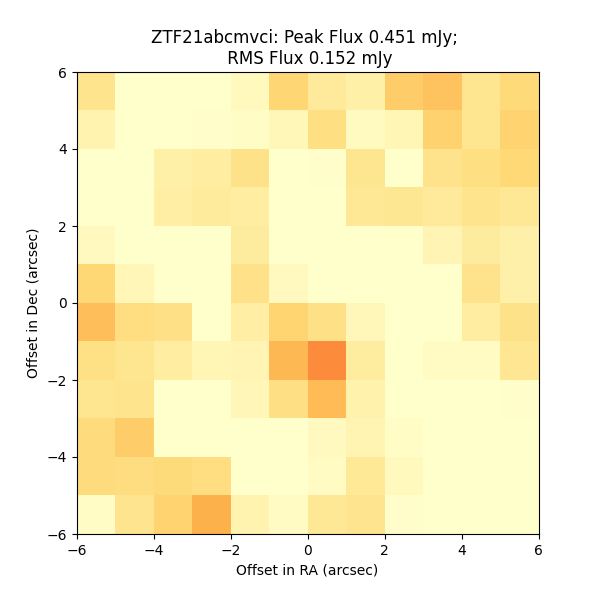 ZTF21abcmvci: Peak Flux 0.451 mJy;
RMS Flux 0.152 mJy
6
4
2
0
−2
−4
−6
Offset in Dec (arcsec)
−6 −4 −2 0 2 4 6
Offset in RA (arcsec)